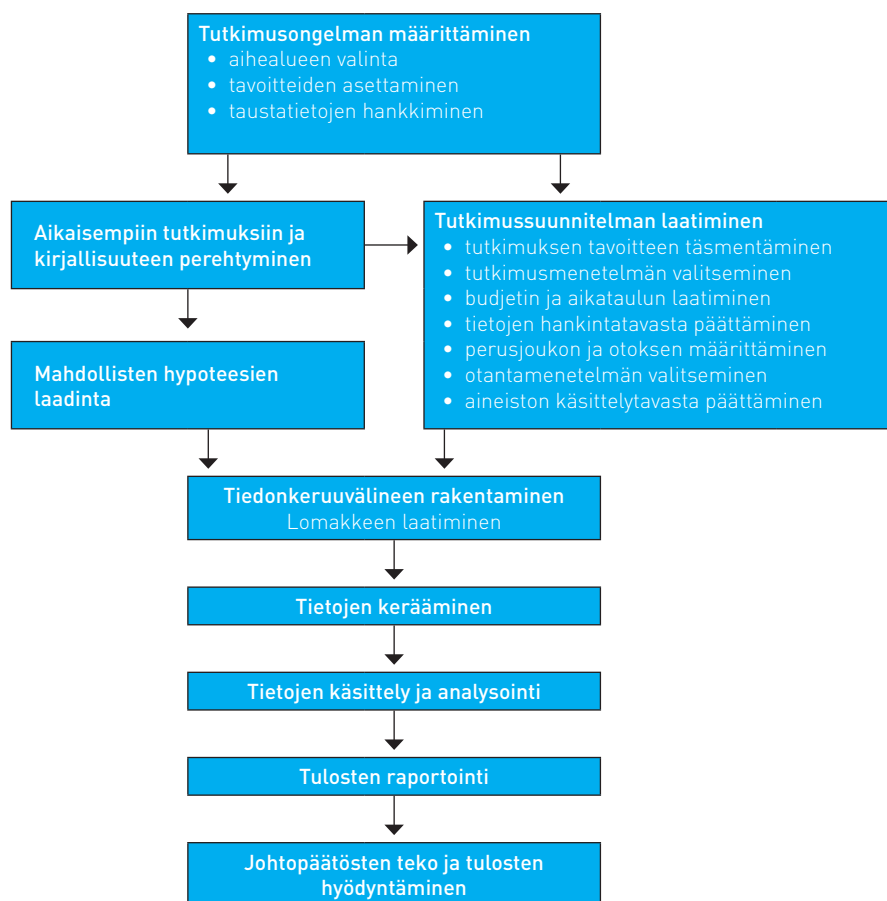 Tutkimusongelman määrittäminen
• aihealueen valinta
• tavoitteiden asettaminen
• taustatietojen hankkiminen
Aikaisempiin tutkimuksiin ja
kirjallisuuteen perehtyminen
Tutkimussuunnitelman laatiminen
• tutkimuksen tavoitteen täsmentäminen
• tutkimusmenetelmän valitseminen
• budjetin ja aikataulun laatiminen
• tietojen hankintatavasta päättäminen
• perusjoukon ja otoksen määrittäminen
• otantamenetelmän valitseminen
• aineiston käsittelytavasta päättäminen
Mahdollisten hypoteesien
laadinta
Tiedonkeruuvälineen rakentaminen
Lomakkeen laatiminen
Tietojen kerääminen
Tietojen käsittely ja analysointi
Tulosten raportointi
Johtopäätösten teko ja tulosten
hyödyntäminen